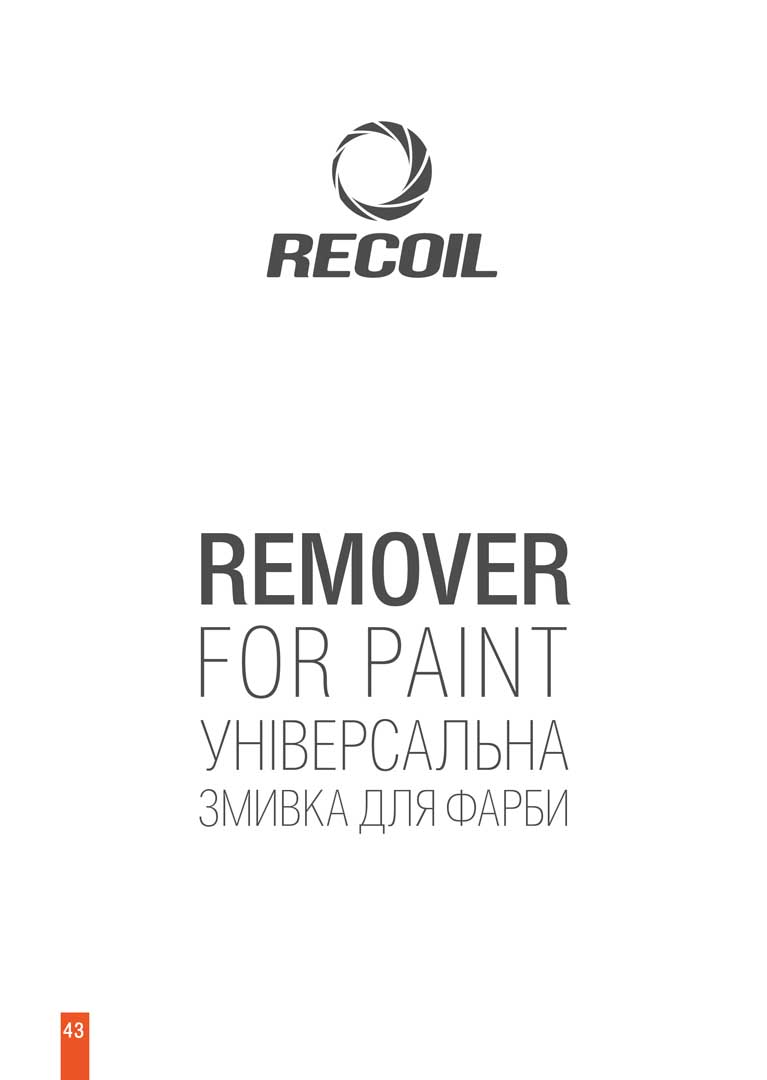 RECOIL
REMOVER
FOR PAINT
УНІВЕРСАЛЬНА
ЗМИВКА ДЛЯ ФАРБИ
43